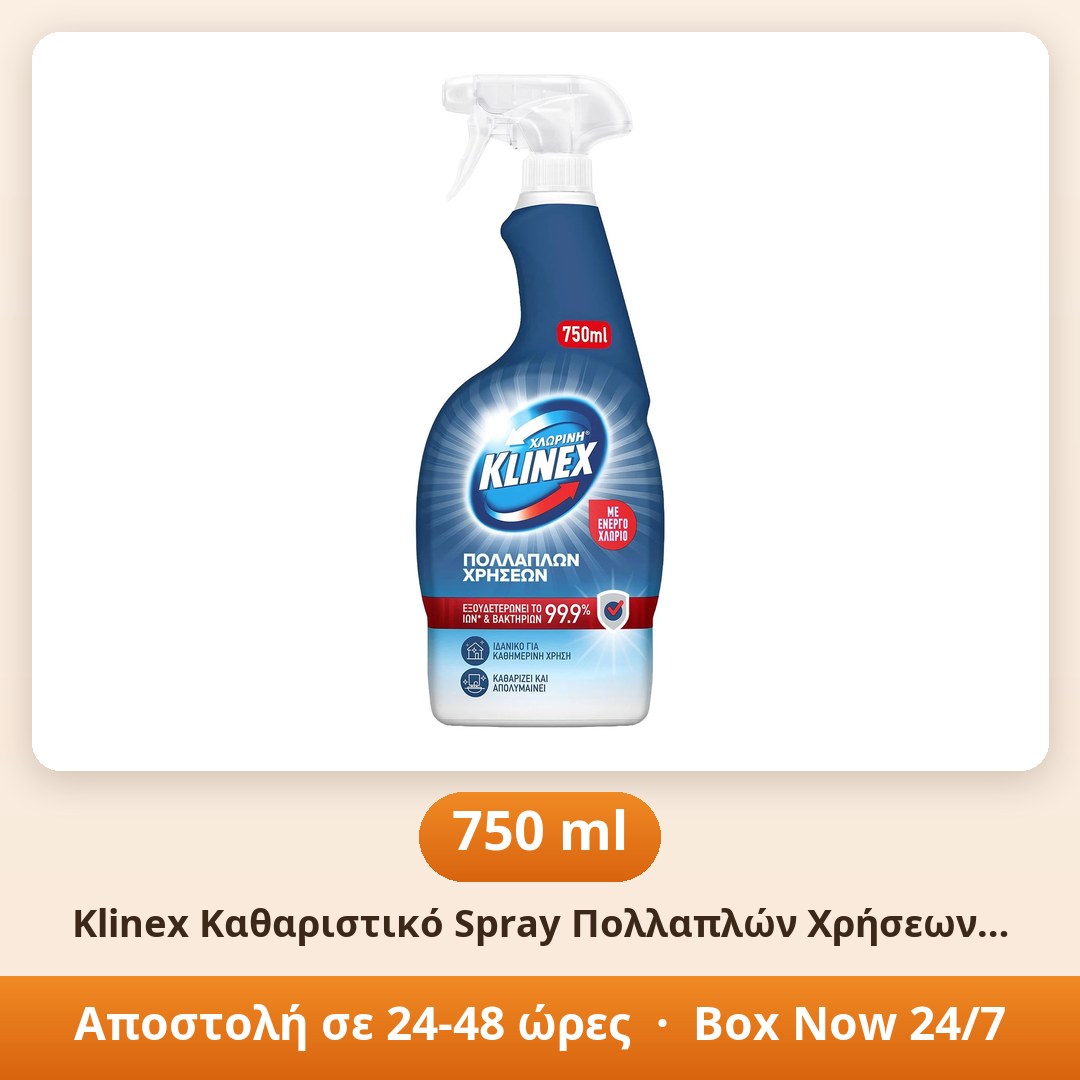 750ml
ΧΛΩΡΙΝΗ®
KLINEX
ΜΕ
ΕΝΕΡΓΟ
ΧΛΩΡΙΟ
ΠΟΛΛΑΠΛΩΝ
ΧΡΗΣΕΩΝ
ΕΞΟΥΔΕΤΕΡΩΝΕΙ ΤΟ
ΙΩΝ* & ΒΑΚΤΗΡΙΩΝ 99.9%
ΙΔΑΝΙΚΟ ΓΙΑ
ΚΑΘΗΜΕΡΙΝΗ ΧΡΗΣΗ
ΚΑΘΑΡΙΖΕΙ ΚΑΙ
ΑΠΟΛΥΜΑΙΝΕΙ
750 ml
Klinex Καθαριστικό Spray Πολλαπλών Χρήσεων...
Αποστολή σε 24-48 ώρες · Box Now 24/7